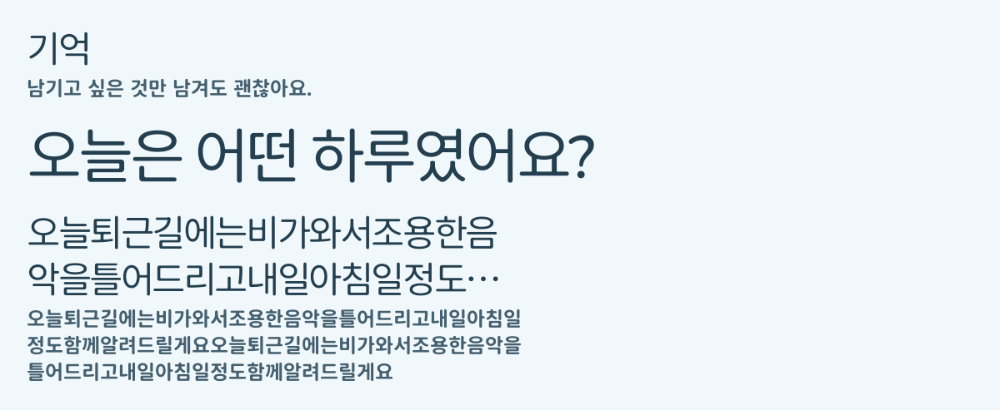 기억
남기고 싶은 것만 남겨도 괜찮아요.
오늘은 어떤 하루였어요?
오늘퇴근길에는비가와서조용한음
악을틀어드리고내일아침일정도…
오늘퇴근길에는비가와서조용한음악을틀어드리고내일아침일
정도함께알려드릴게요오늘퇴근길에는비가와서조용한음악을
틀어드리고내일아침일정도함께알려드릴게요